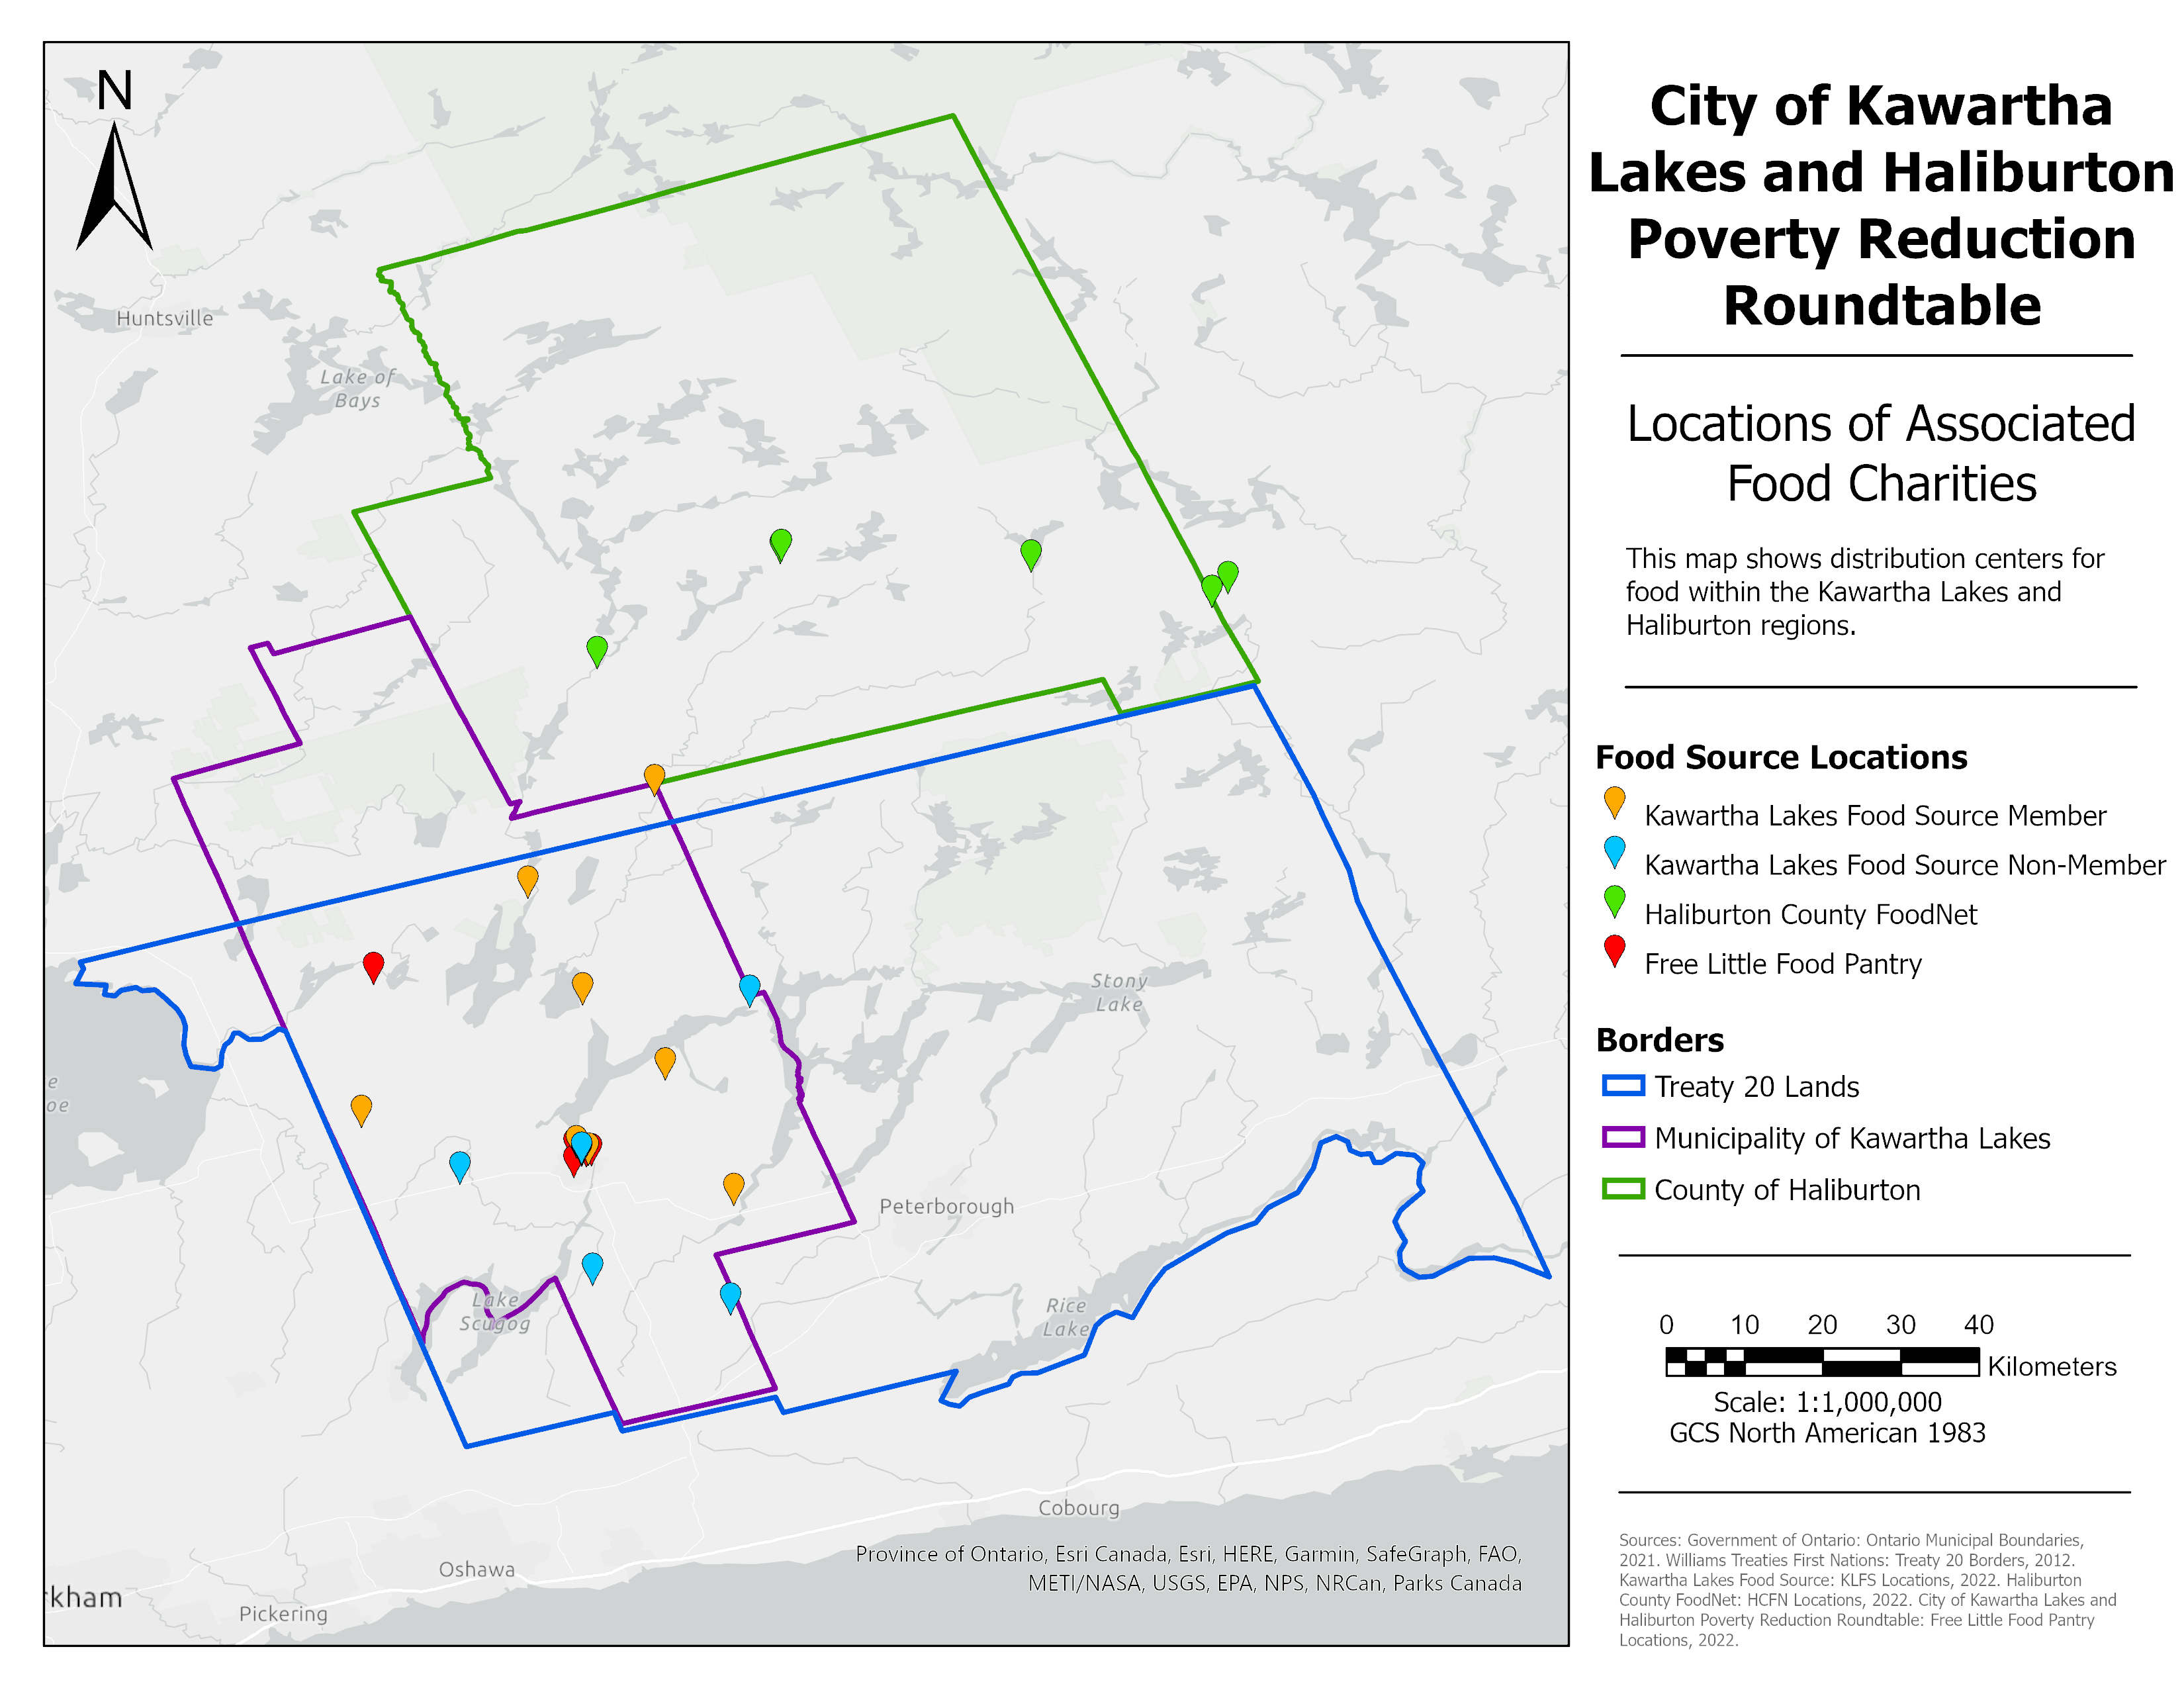 N
Huntsville
Lake of
Bays
Stony
Lake
Peterborough
Lake
Scugog
Rice
Lake
Cobourg
Oshawa
Pickering
rkham
e
oe
Province of Ontario, Esri Canada, Esri, HERE, Garmin, SafeGraph, FAO,
METI/NASA, USGS, EPA, NPS, NRCan, Parks Canada
City of Kawartha
Lakes and Haliburton
Poverty Reduction
Roundtable
Locations of Associated
Food Charities
This map shows distribution centers for
food within the Kawartha Lakes and
Haliburton regions.
Food Source Locations
Kawartha Lakes Food Source Member
Kawartha Lakes Food Source Non-Member
Haliburton County FoodNet
Free Little Food Pantry
Borders
Treaty 20 Lands
Municipality of Kawartha Lakes
County of Haliburton
0 10 20 30 40
Kilometers
Scale: 1:1,000,000
GCS North American 1983
Sources: Government of Ontario: Ontario Municipal Boundaries,
2021. Williams Treaties First Nations: Treaty 20 Borders, 2012.
Kawartha Lakes Food Source: KLFS Locations, 2022. Haliburton
County FoodNet: HCFN Locations, 2022. City of Kawartha Lakes and
Haliburton Poverty Reduction Roundtable: Free Little Food Pantry
Locations, 2022.